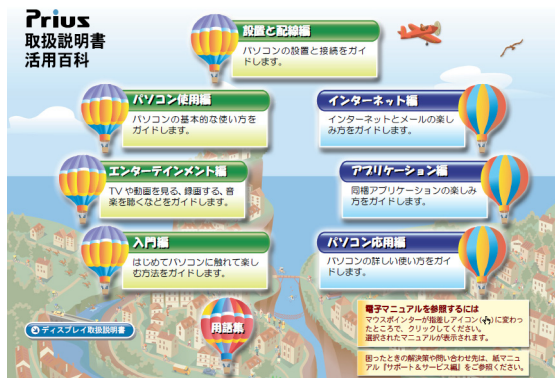 Prius
取扱説明書
活用百科
設置と配線編
パソコンの設置と接続をガイ
ドします。
パソコン使用編
パソコンの基本的な使い方を
ガイドします。
インターネット編
インターネットとメールの楽し
み方をガイドします。
エンターテインメント編
TV や動画を見る、録画する、音
楽を聴くなどをガイドします。
アプリケーション編
同梱アプリケーションの楽しみ
方をガイドします。
入門編
はじめてパソコンに触れて楽し
む方法をガイドします。
パソコン応用編
パソコンの詳しい使い方をガイ
ドします。
用語集
ディスプレイ取扱説明書
電子マニュアルを参照するには
マウスポインターが指差しアイコン( )に変わっ
たところで、クリックしてください。
選択されたマニュアルが表示されます。
困ったときの解決策や問い合わせ先は、紙マニュ
アル『サポート&サービス編』をご参照ください。